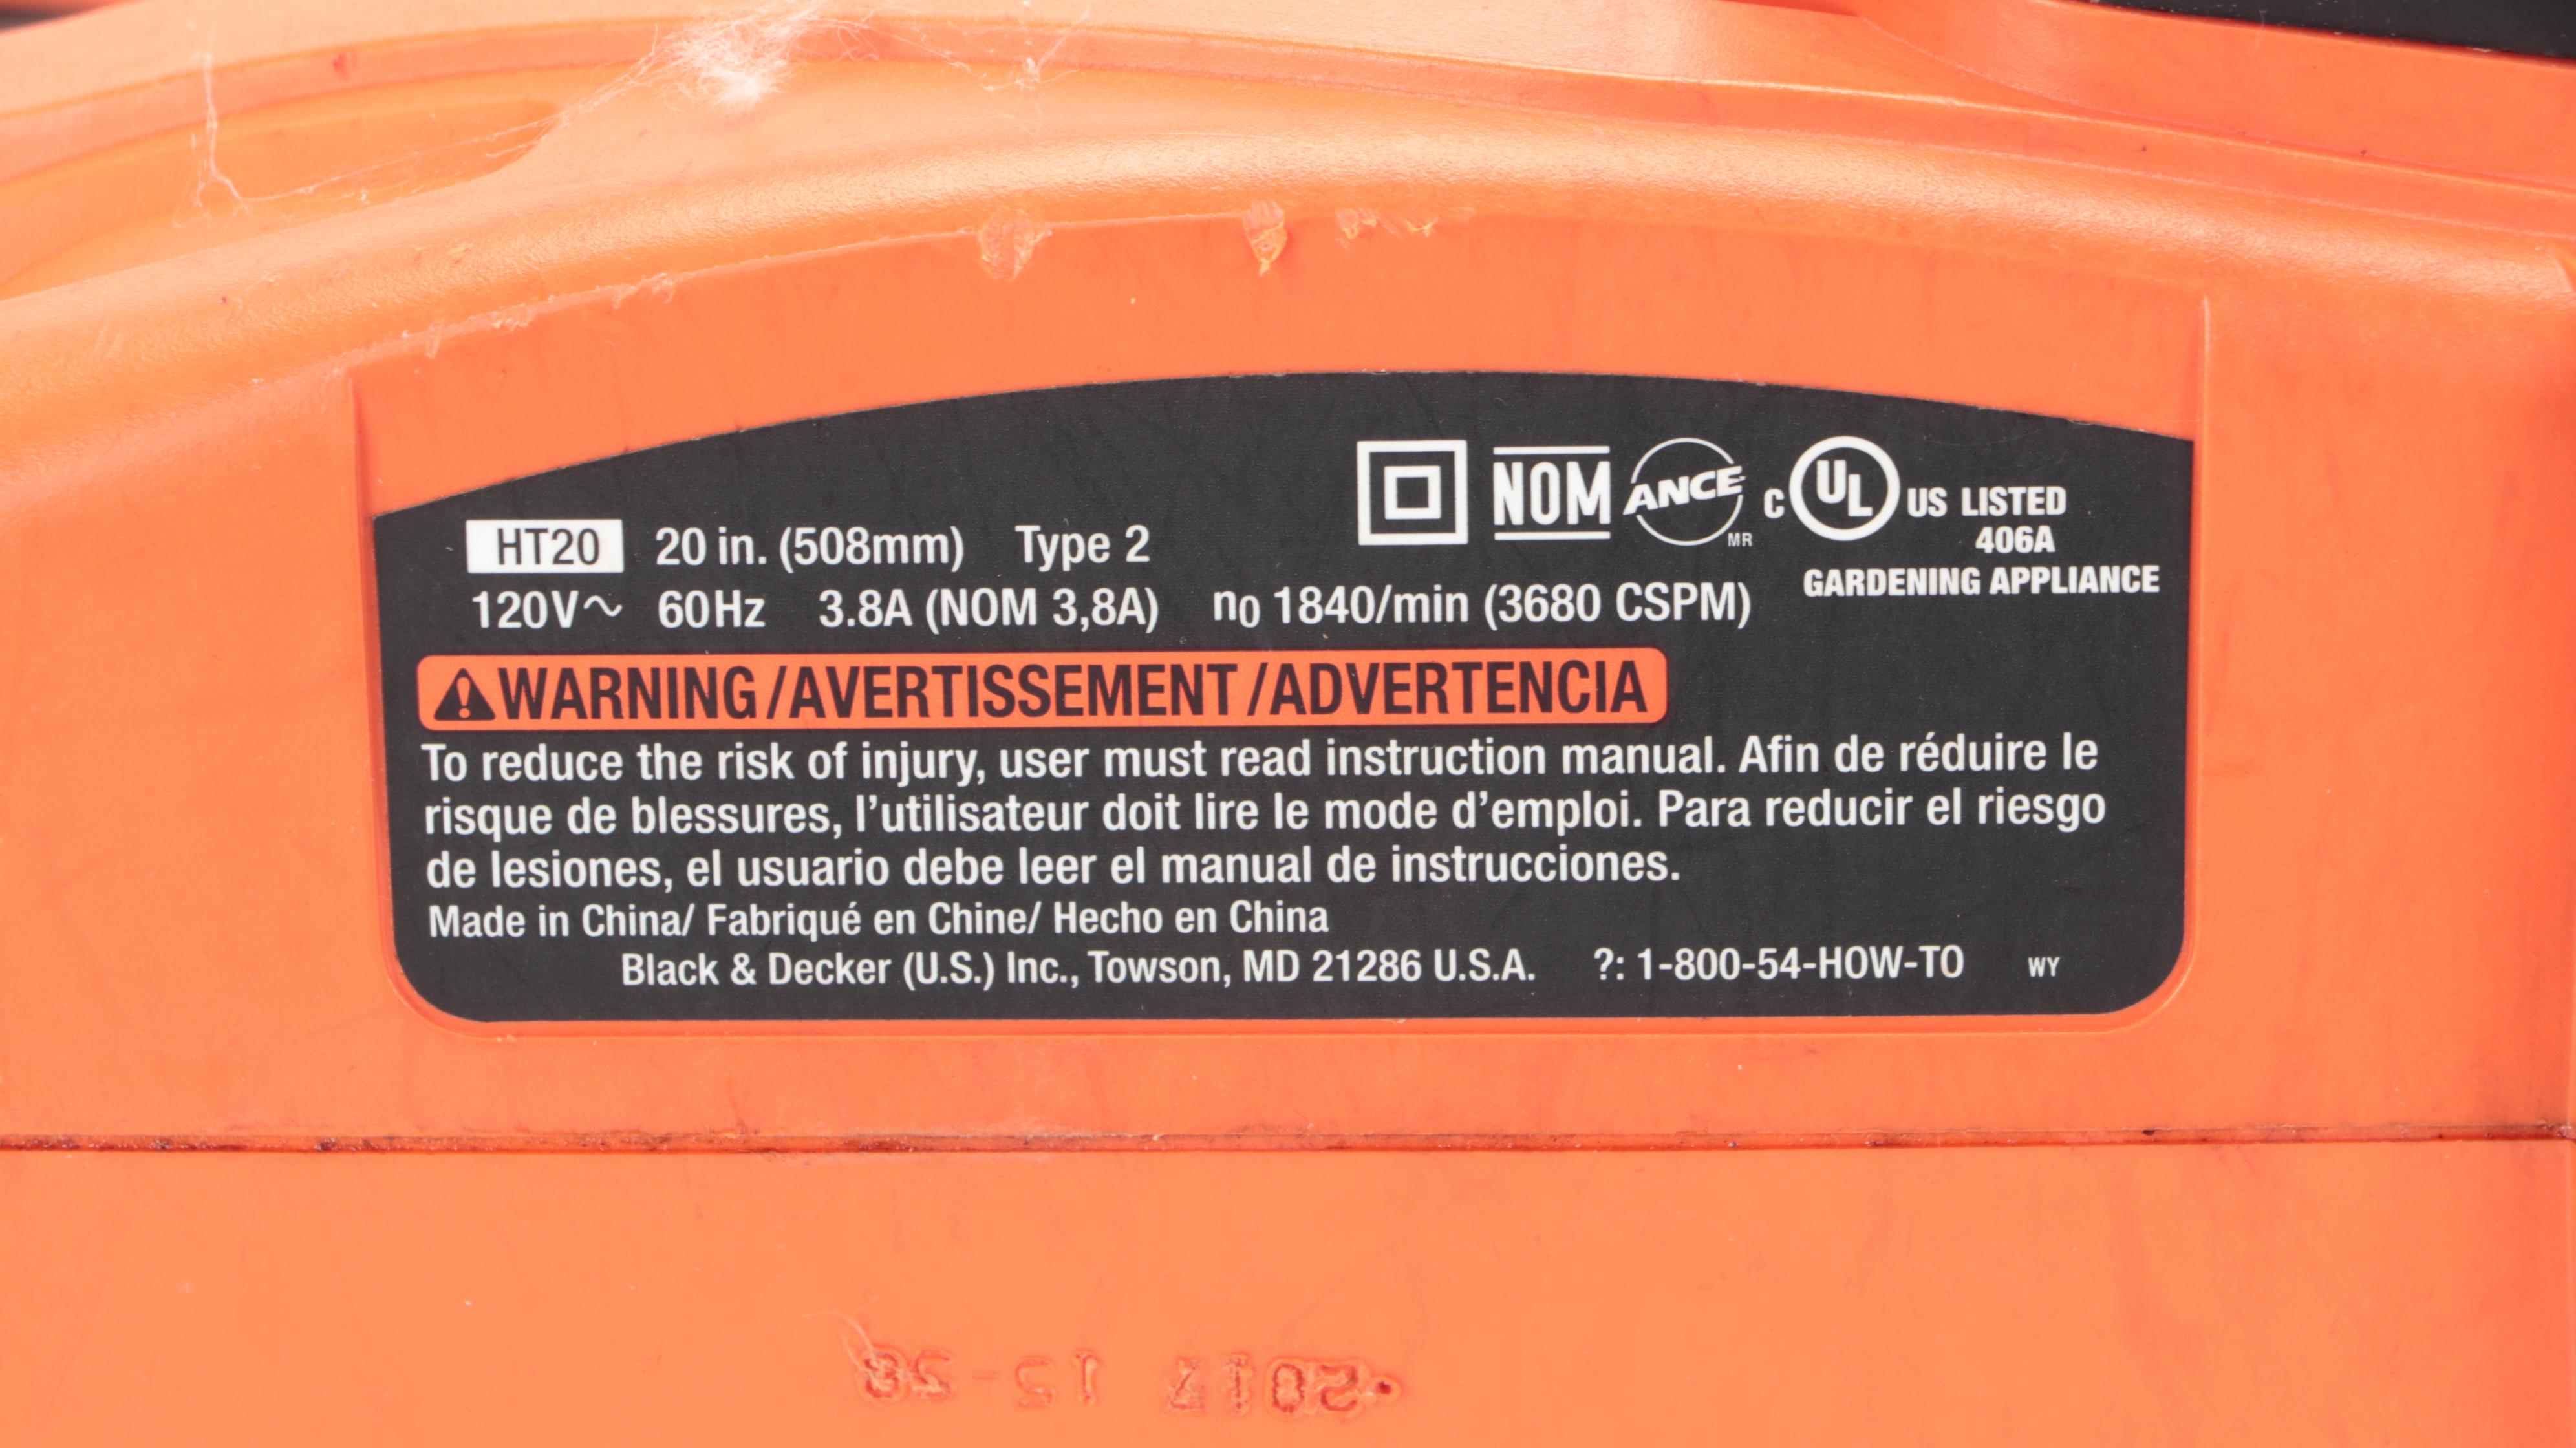 NOM ANCE MR C UL US LISTED
406A
GARDENING APPLIANCE
HT20 20 in. (508mm) Type 2
120V~ 60Hz 3.8A (NOM 3,8A) n0 1840/min (3680 CSPM)
WARNING/AVERTISSEMENT/ADVERTENCIA
To reduce the risk of injury, user must read instruction manual. Afin de réduire le
risque de blessures, l’utilisateur doit lire le mode d’emploi. Para reducir el riesgo
de lesiones, el usuario debe leer el manual de instrucciones.
Made in China/ Fabriqué en Chine/ Hecho en China
Black & Decker (U.S.) Inc., Towson, MD 21286 U.S.A. ?: 1-800-54-HOW-TO WY